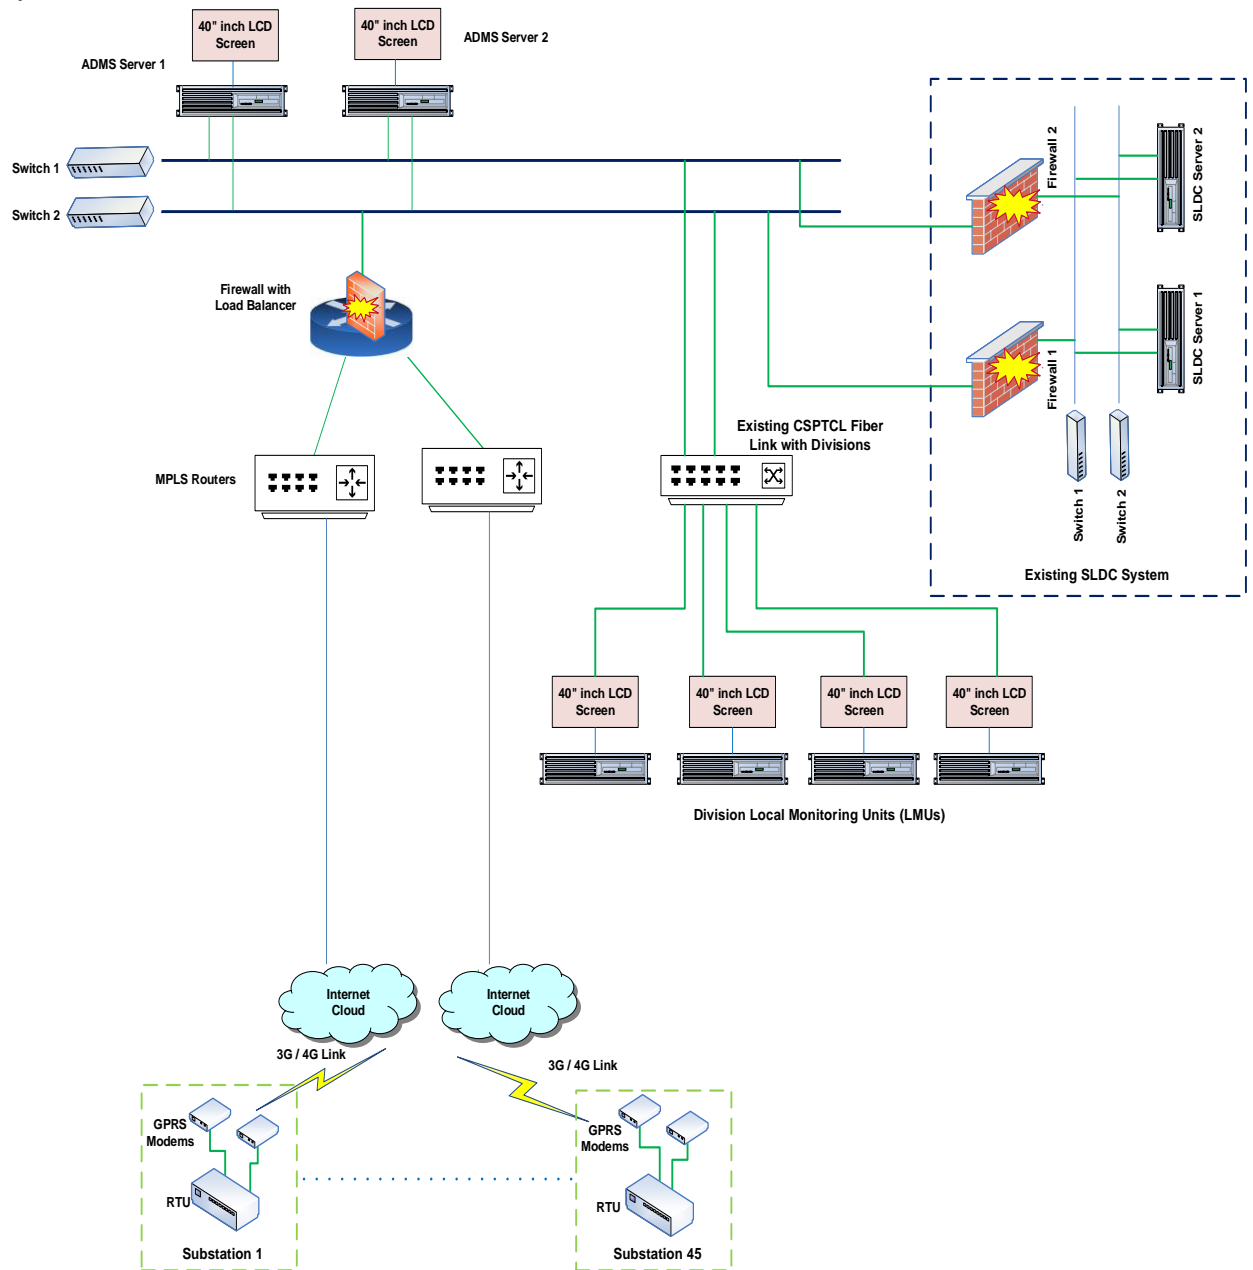 40" inch LCD
Screen
40" inch LCD
Screen
ADMS Server 2
ADMS Server 1
Switch 1
Switch 2
Firewall with
Load Balancer
Firewall 2
SLDC Server 2
Firewall 1
SLDC Server 1
Switch 1
Switch 2
Existing SLDC System
Existing CSPTCL Fiber
Link with Divisions
MPLS Routers
40" inch LCD
Screen
40" inch LCD
Screen
40" inch LCD
Screen
40" inch LCD
Screen
Division Local Monitoring Units (LMUs)
Internet
Cloud
Internet
Cloud
3G / 4G Link
3G / 4G Link
GPRS
Modems
RTU
Substation 1
GPRS
Modems
RTU
Substation 45